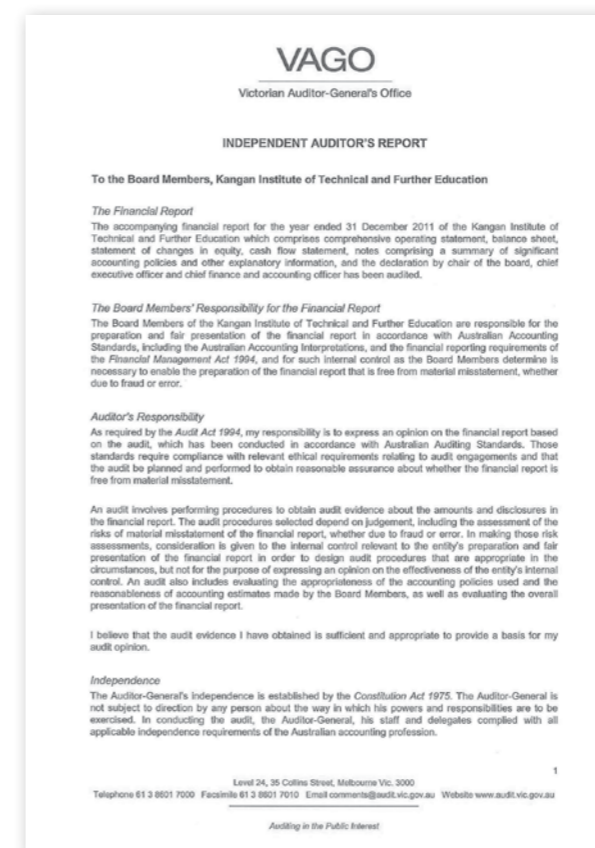 VAGO
Victorian Auditor-General's Office
INDEPENDENT AUDITOR'S REPORT
To the Board Members, Kangan Institute of Technical and Further Education
The Financial Report
The accompanying financial report for the year ended 31 December 2011 of the Kangan Institute of
Technical and Further Education which comprises comprehensive operating statement, balance sheet,
statement of changes in equity, cash flow statement, notes comprising a summary of significant
accounting policies and other explanatory information, and the declaration by chair of the board, chief
executive officer and chief finance and accounting officer has been audited.
The Board Members' Responsibility for the Financial Report
The Board Members of the Kangan Institute of Technical and Further Education are responsible for the
preparation and fair presentation of the financial report in accordance with Australian Accounting
Standards, including the Australian Accounting Interpretations, and the financial reporting requirements of
the Financial Management Act 1994, and for such internal control as the Board Members determine is
necessary to enable the preparation of the financial report that is free from material misstatement, whether
due to fraud or error.
Auditor's Responsibility
As required by the Audit Act 1994, my responsibility is to express an opinion on the financial report based
on the audit, which has been conducted in accordance with Australian Auditing Standards. Those
standards require compliance with relevant ethical requirements relating to audit engagements and that
the audit be planned and performed to obtain reasonable assurance about whether the financial report is
free from material misstatement.
An audit involves performing procedures to obtain audit evidence about the amounts and disclosures in
the financial report. The audit procedures selected depend on judgement, including the assessment of the
risks of material misstatement of the financial report, whether due to fraud or error. In making those risk
assessments, consideration is given to the internal control relevant to the entity's preparation and fair
presentation of the financial report in order to design audit procedures that are appropriate in the
circumstances, but not for the purpose of expressing an opinion on the effectiveness of the entity's internal
control. An audit also includes evaluating the appropriateness of the accounting policies used and the
reasonableness of accounting estimates made by the Board Members, as well as evaluating the overall
presentation of the financial report.
I believe that the audit evidence I have obtained is sufficient and appropriate to provide a basis for my
audit opinion.
Independence
The Auditor-General's independence is established by the Constitution Act 1975. The Auditor-General is
not subject to direction by any person about the way in which his powers and responsibilities are to be
exercised. In conducting the audit, the Auditor-General, his staff and delegates complied with all
applicable independence requirements of the Australian accounting profession.
1
Level 24, 35 Collins Street, Melbourne Vic. 3000
Telephone 61 3 8601 7000 Facsimile 61 3 8601 7010 Email comments@audit.vic.gov.au Website www.audit.vic.gov.au
Auditing in the Public Interest